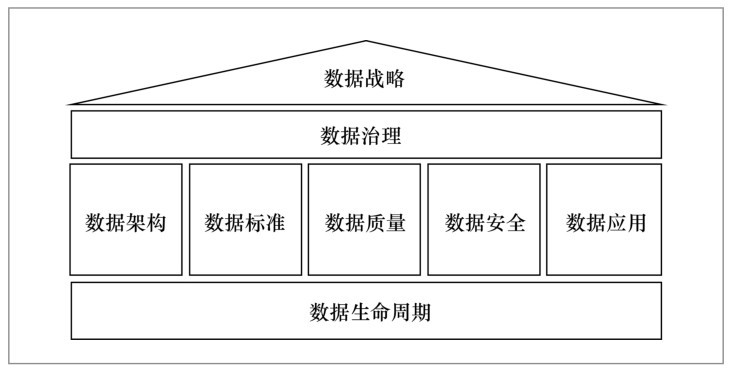 数据战略
数据治理
数据架构
数据标准
数据质量
数据安全
数据应用
数据生命周期